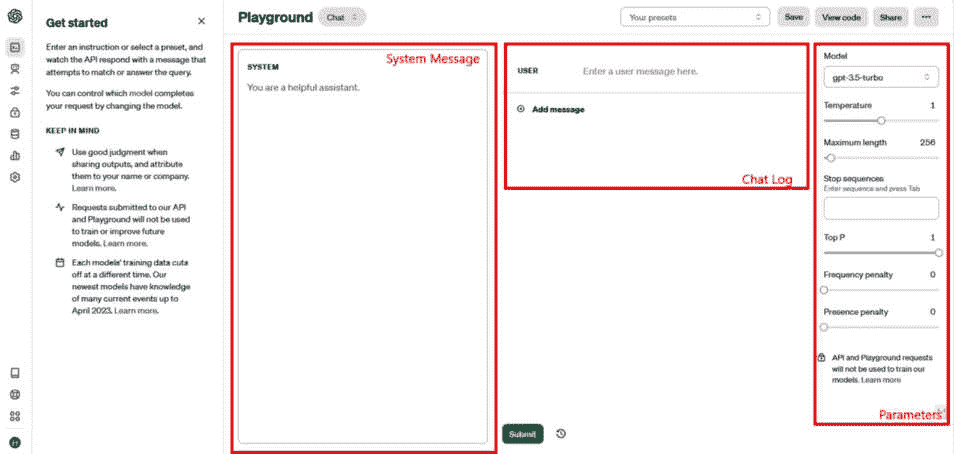 Get started
Enter an instruction or select a preset, and
watch the API respond with a message that
attempts to match or answer the query.
You can control which model completes
your request by changing the model.
KEEP IN MIND
Use good judgment when
sharing outputs, and attribute
them to your name or company.
Learn more.
Requests submitted to our API
and Playground will not be used
to train or improve future
models. Learn more.
Each models' training data cuts
off at a different time. Our
newest models have knowledge
of many current events up to
April 2023. Learn more.
Playground
Chat
Your presets
Save
View code
Share
System Message
SYSTEM
You are a helpful assistant.
USER
Enter a user message here.
Add message
Chat Log
Submit
Model
gpt-3.5-turbo
Temperature 1
Maximum length 256
Stop sequences
Enter sequence and press Tab
Top P 1
Frequency penalty 0
Presence penalty 0
API and Playground requests
will not be used to train our
models. Learn more
Parameters